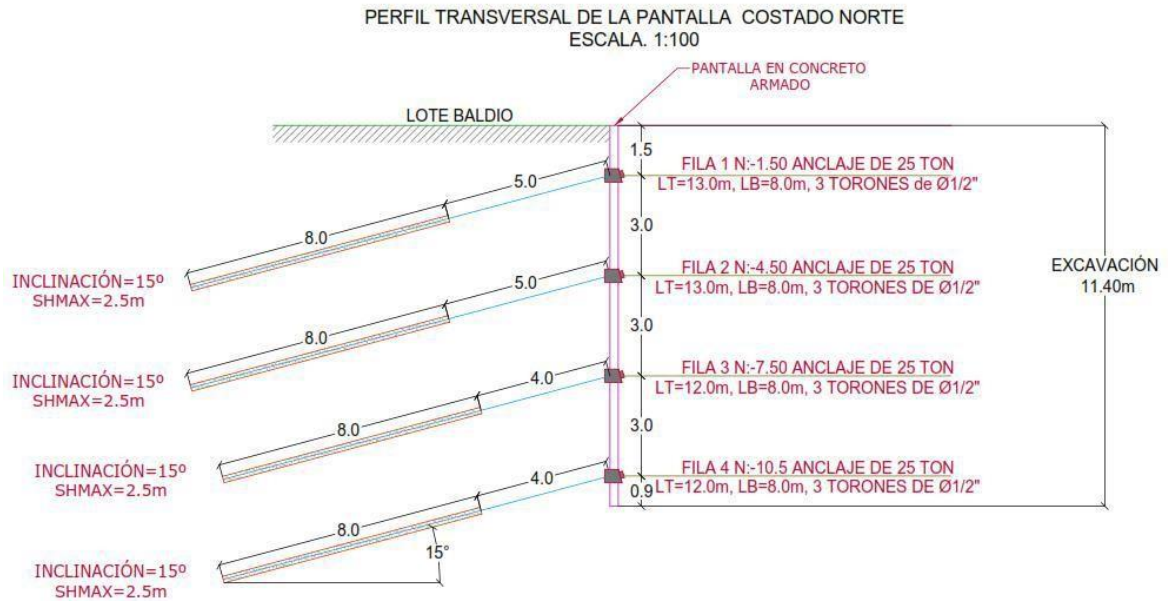 PERFIL TRANSVERSAL DE LA PANTALLA COSTADO NORTE
ESCALA. 1:100
PANTALLA EN CONCRETO
ARMADO
LOTE BALDIO
1.5
FILA 1 N:-1.50 ANCLAJE DE 25 TON
LT=13.0m, LB=8.0m, 3 TORONES de Ø1/2"
5.0
8.0
3.0
INCLINACIÓN=15º
SHMAX=2.5m
FILA 2 N:-4.50 ANCLAJE DE 25 TON
LT=13.0m, LB=8.0m, 3 TORONES DE Ø1/2"
EXCAVACIÓN
11.40m
5.0
8.0
3.0
INCLINACIÓN=15º
SHMAX=2.5m
FILA 3 N:-7.50 ANCLAJE DE 25 TON
LT=12.0m, LB=8.0m, 3 TORONES DE Ø1/2"
4.0
8.0
3.0
INCLINACIÓN=15º
SHMAX=2.5m
FILA 4 N:-10.5 ANCLAJE DE 25 TON
LT=12.0m, LB=8.0m, 3 TORONES DE Ø1/2"
4.0
0.9
8.0
15°
INCLINACIÓN=15º
SHMAX=2.5m